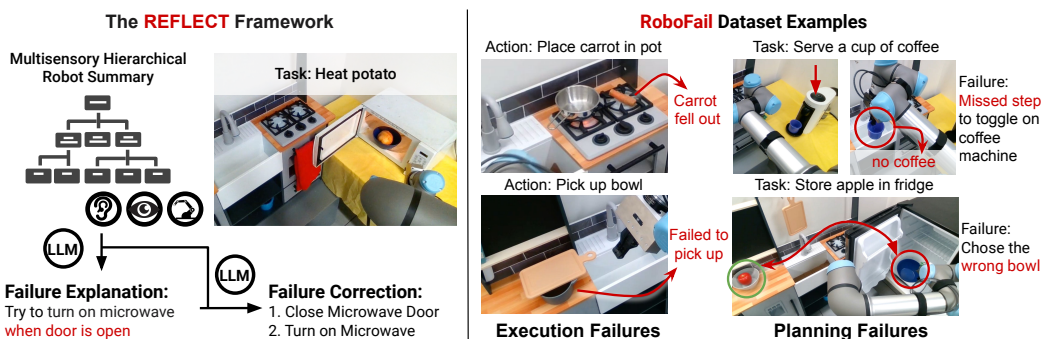 The REFLECT Framework
Multisensory Hierarchical
Robot Summary
Task: Heat potato
LLM
LLM
Failure Explanation:
Try to turn on microwave
when door is open
Failure Correction:
1. Close Microwave Door
2. Turn on Microwave
RoboFail Dataset Examples
Action: Place carrot in pot
Carrot
fell out
Task: Serve a cup of coffee
no coffee
Failure:
Missed step
to toggle on
coffee
machine
Action: Pick up bowl
Failed to
pick up
Task: Store apple in fridge
Failure:
Chose the
wrong bowl
Execution Failures
Planning Failures